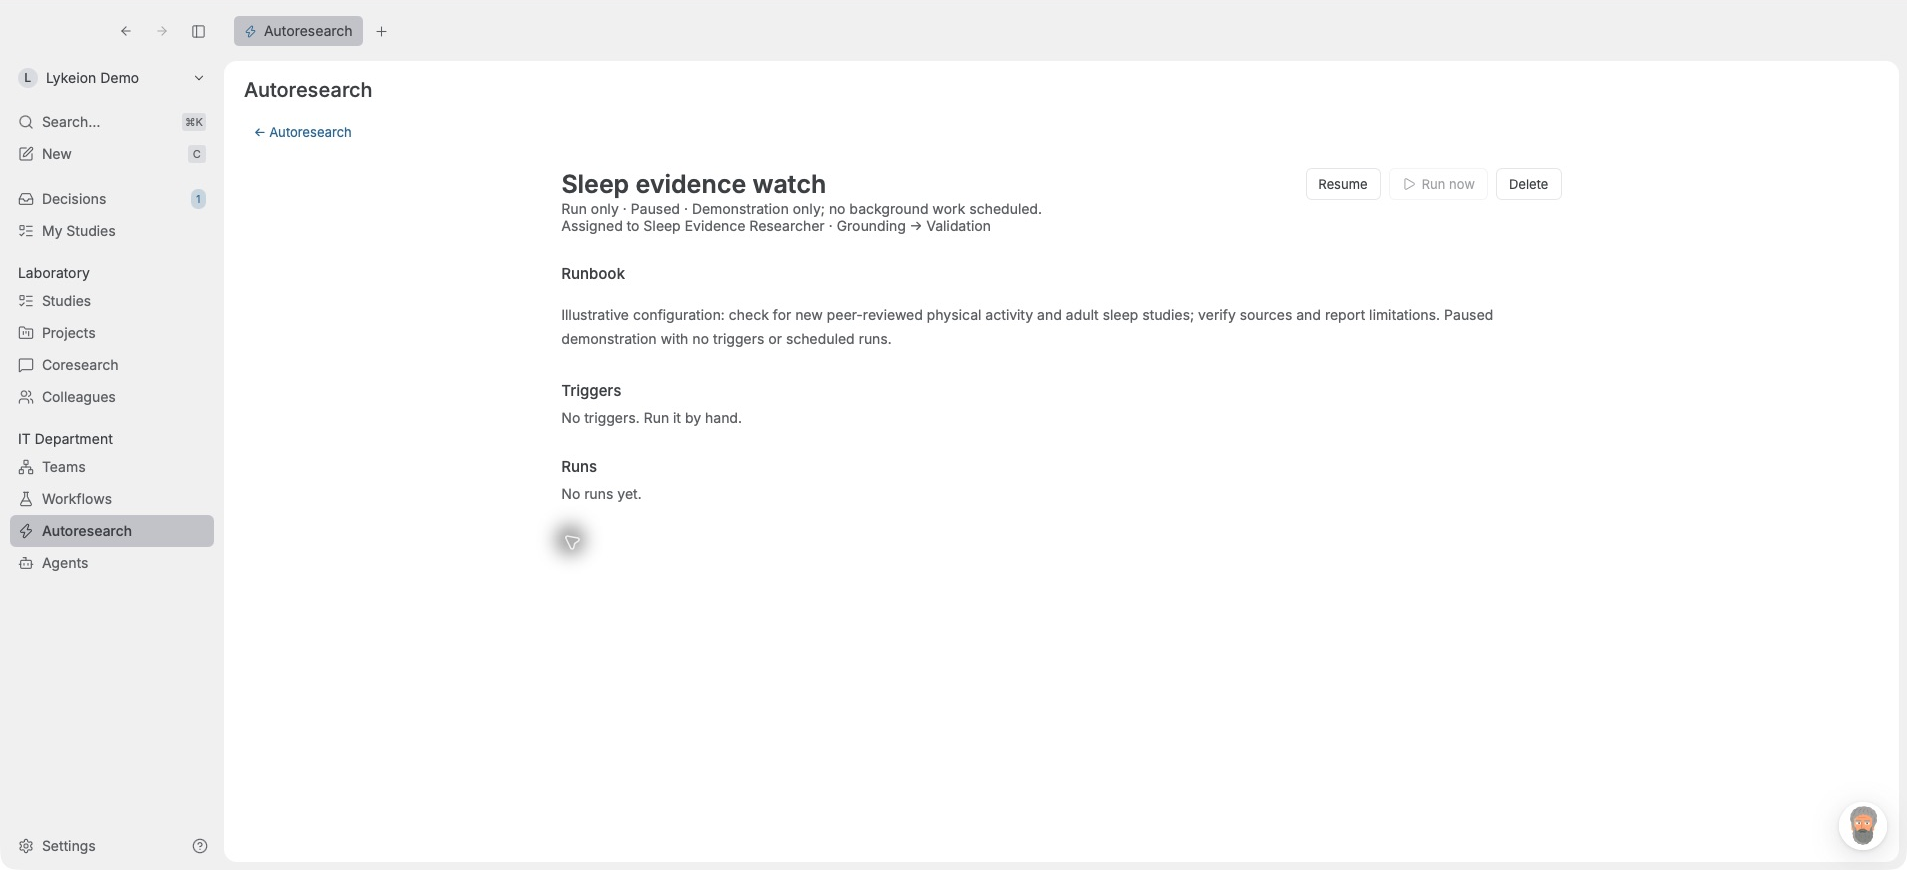 Autoresearch
L Lykeion Demo
Search... ⌘K
New C
Decisions 1
My Studies
Laboratory
Studies
Projects
Coresearch
Colleagues
IT Department
Teams
Workflows
Autoresearch
Agents
Settings
Autoresearch
← Autoresearch
Sleep evidence watch
Resume
Run now
Delete
Run only · Paused · Demonstration only; no background work scheduled.
Assigned to Sleep Evidence Researcher · Grounding → Validation
Runbook
Illustrative configuration: check for new peer-reviewed physical activity and adult sleep studies; verify sources and report limitations. Paused
demonstration with no triggers or scheduled runs.
Triggers
No triggers. Run it by hand.
Runs
No runs yet.